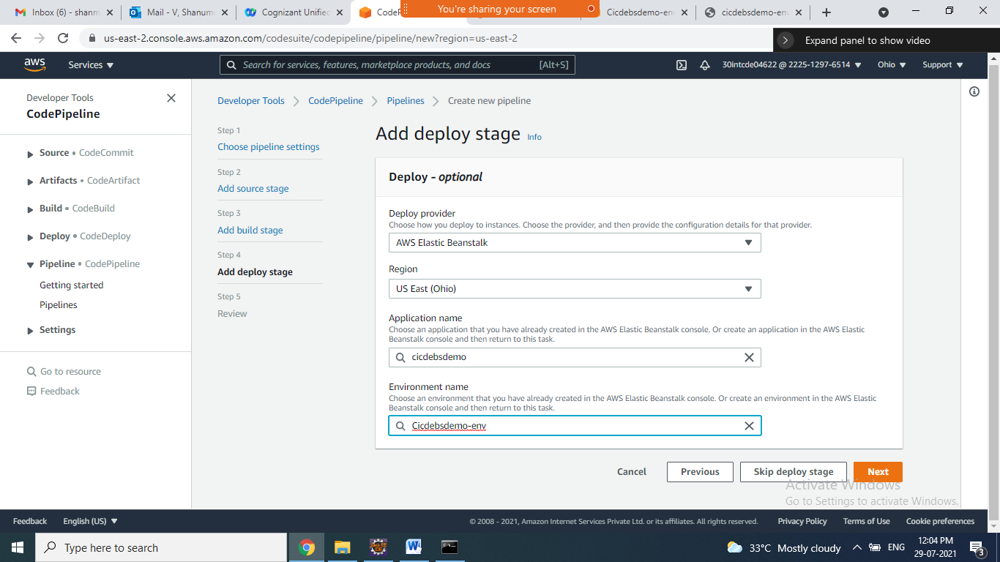 Inbox (6) - shanm
Mail - V, Shanumu
Cognizant Unified
CodeP
You're sharing your screen
Cicdebsdemo-en
cicdebsdemo-env
us-east-2.console.aws.amazon.com/codesuite/codepipeline/pipeline/new?region=us-east-2
Expand panel to show video
aws
Services
Search for services, features, marketplace products, and docs
[Alt+S]
30intcde04622 @ 2225-1297-6514
Ohio
Support
Developer Tools
CodePipeline
Source • CodeCommit
Artifacts • CodeArtifact
Build • CodeBuild
Deploy • CodeDeploy
Pipeline • CodePipeline
Getting started
Pipelines
Settings
Go to resource
Feedback
Developer Tools
CodePipeline
Pipelines
Create new pipeline
Step 1
Choose pipeline settings
Step 2
Add source stage
Step 3
Add build stage
Step 4
Add deploy stage
Step 5
Review
Add deploy stage Info
Deploy - optional
Deploy provider
Choose how you deploy to instances. Choose the provider, and then provide the configuration details for that provider.
AWS Elastic Beanstalk
Region
US East (Ohio)
Application name
Choose an application that you have already created in the AWS Elastic Beanstalk console. Or create an application in the AWS Elastic
Beanstalk console and then return to this task.
cicdebsdemo
Environment name
Choose an environment that you have already created in the AWS Elastic Beanstalk console. Or create an environment in the AWS Elastic
Beanstalk console and then return to this task.
Cicdebsdemo-env
Cancel
Previous
Skip deploy stage
Next
Activate Windows
Go to Settings to activate Windows.
Feedback
English (US)
© 2008 - 2021, Amazon Internet Services Private Ltd. or its affiliates. All rights reserved.
Privacy Policy
Terms of Use
Cookie preferences
Type here to search
33°C Mostly cloudy
ENG
12:04 PM
29-07-2021
3